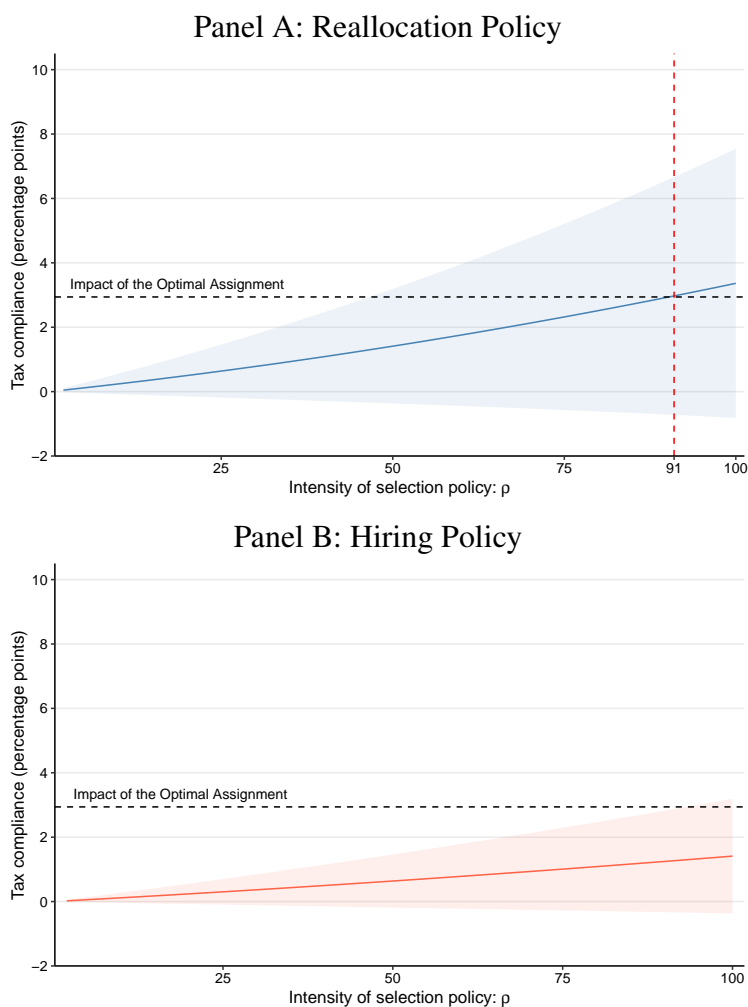 Panel A: Reallocation Policy
10
8
6
4
2
0
−2
Tax compliance (percentage points)
Impact of the Optimal Assignment
25 50 75 91 100
Intensity of selection policy: ρ
Panel B: Hiring Policy
10
8
6
4
2
0
−2
Tax compliance (percentage points)
Impact of the Optimal Assignment
25 50 75 100
Intensity of selection policy: ρ